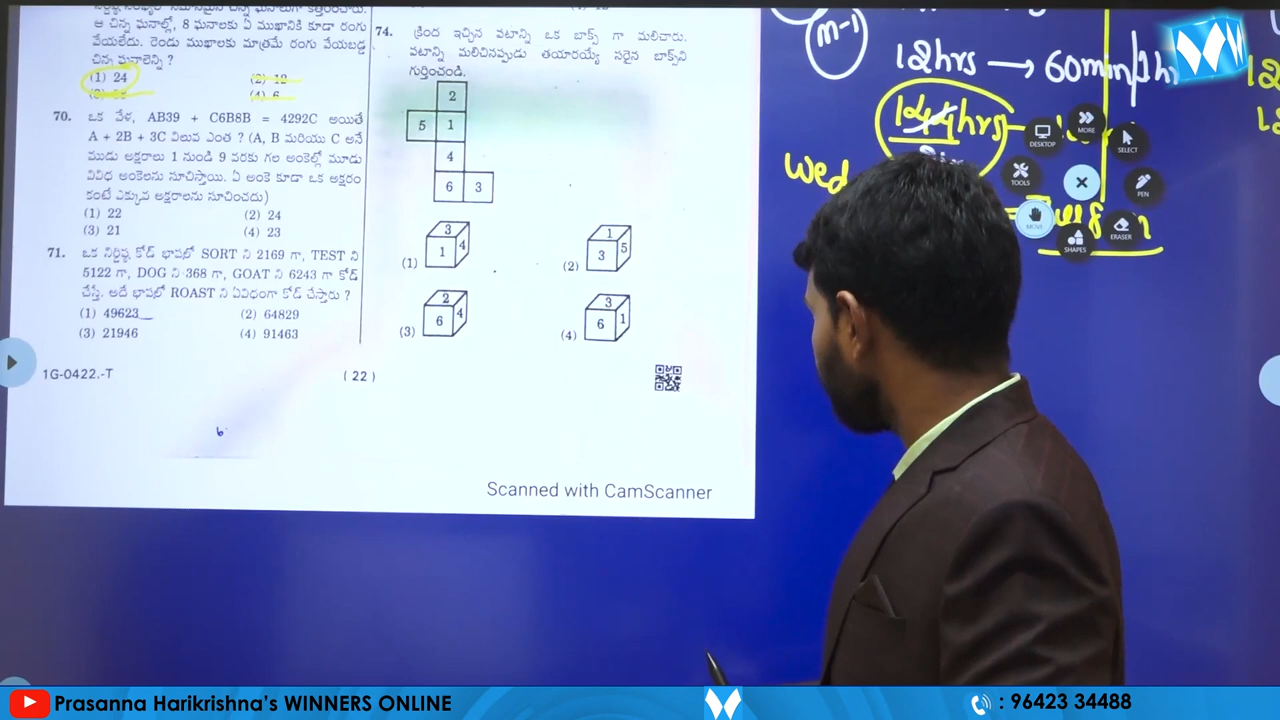 ఆ చిన్న ఘనాల్లో, 8 ఘనాలకు ఏ ముఖానికి కూడా రంగు
వేయలేదు. రెండు ముఖాలకు మాత్రమే రంగు వేయబడ్డ
చిన్న ఘనాలెన్ని ?
(1) 24 (2) 12
(4) 6
70. ఒక వేళ, AB39 + C6B8B = 4292C అయితే
A + 2B + 3C విలువ ఎంత ? (A, B మరియు C అనే
ముడు అక్షరాలు 1 నుండి 9 వరకు గల అంకెల్లో మూడు
వివిధ అంకెలను సూచిస్తాయి. ఏ అంకె కూడా ఒక అక్షరం
కంటే ఎక్కువ అక్షరాలను సూచించదు)
(1) 22 (2) 24
(3) 21 (4) 23
71. ఒక నిర్దిష్ట కోడ్ భాషలో SORT ని 2169 గా, TEST ని
5122 గా, DOG ని 368 గా, GOAT ని 6243 గా కోడ్
చేస్తే, అదే భాషలో ROAST ని ఏవిధంగా కోడ్ చేస్తారు ?
(1) 49623 (2) 64829
(3) 21946 (4) 91463
1G-0422.-T (22)
74. క్రింద ఇచ్చిన పటాన్ని ఒక బాక్స్ గా మలిచారు.
పటాన్ని మలిచినప్పుడు తయారయ్యే సరైన బాక్స్‌ని
గుర్తించండి.
2
5 1
4
6 3
(1) 3 1 4
(2) 1 3 5
(3) 2 6 4
(4) 3 6 1
Scanned with CamScanner
m-1
12hrs → 60min/1hr
144hrs
Wed
DESKTOP
MORE
SELECT
TOOLS
PEN
MOVE
SHAPES
ERASER
Prasanna Harikrishna's WINNERS ONLINE
: 96423 34488